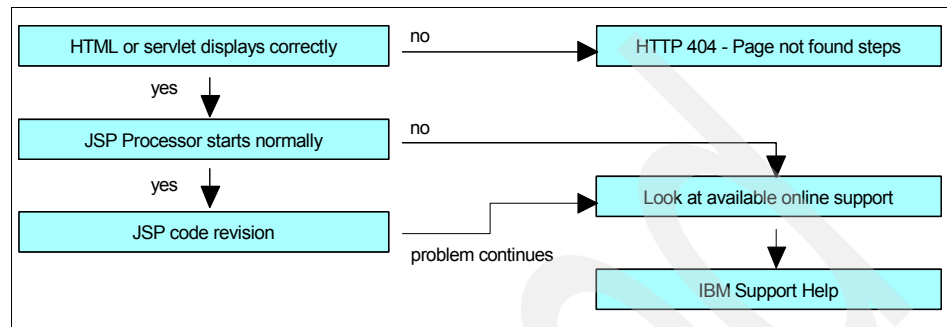 HTML or servlet displays correctly
no
HTTP 404 - Page not found steps
yes
JSP Processor starts normally
no
yes
Look at available online support
JSP code revision
problem continues
IBM Support Help